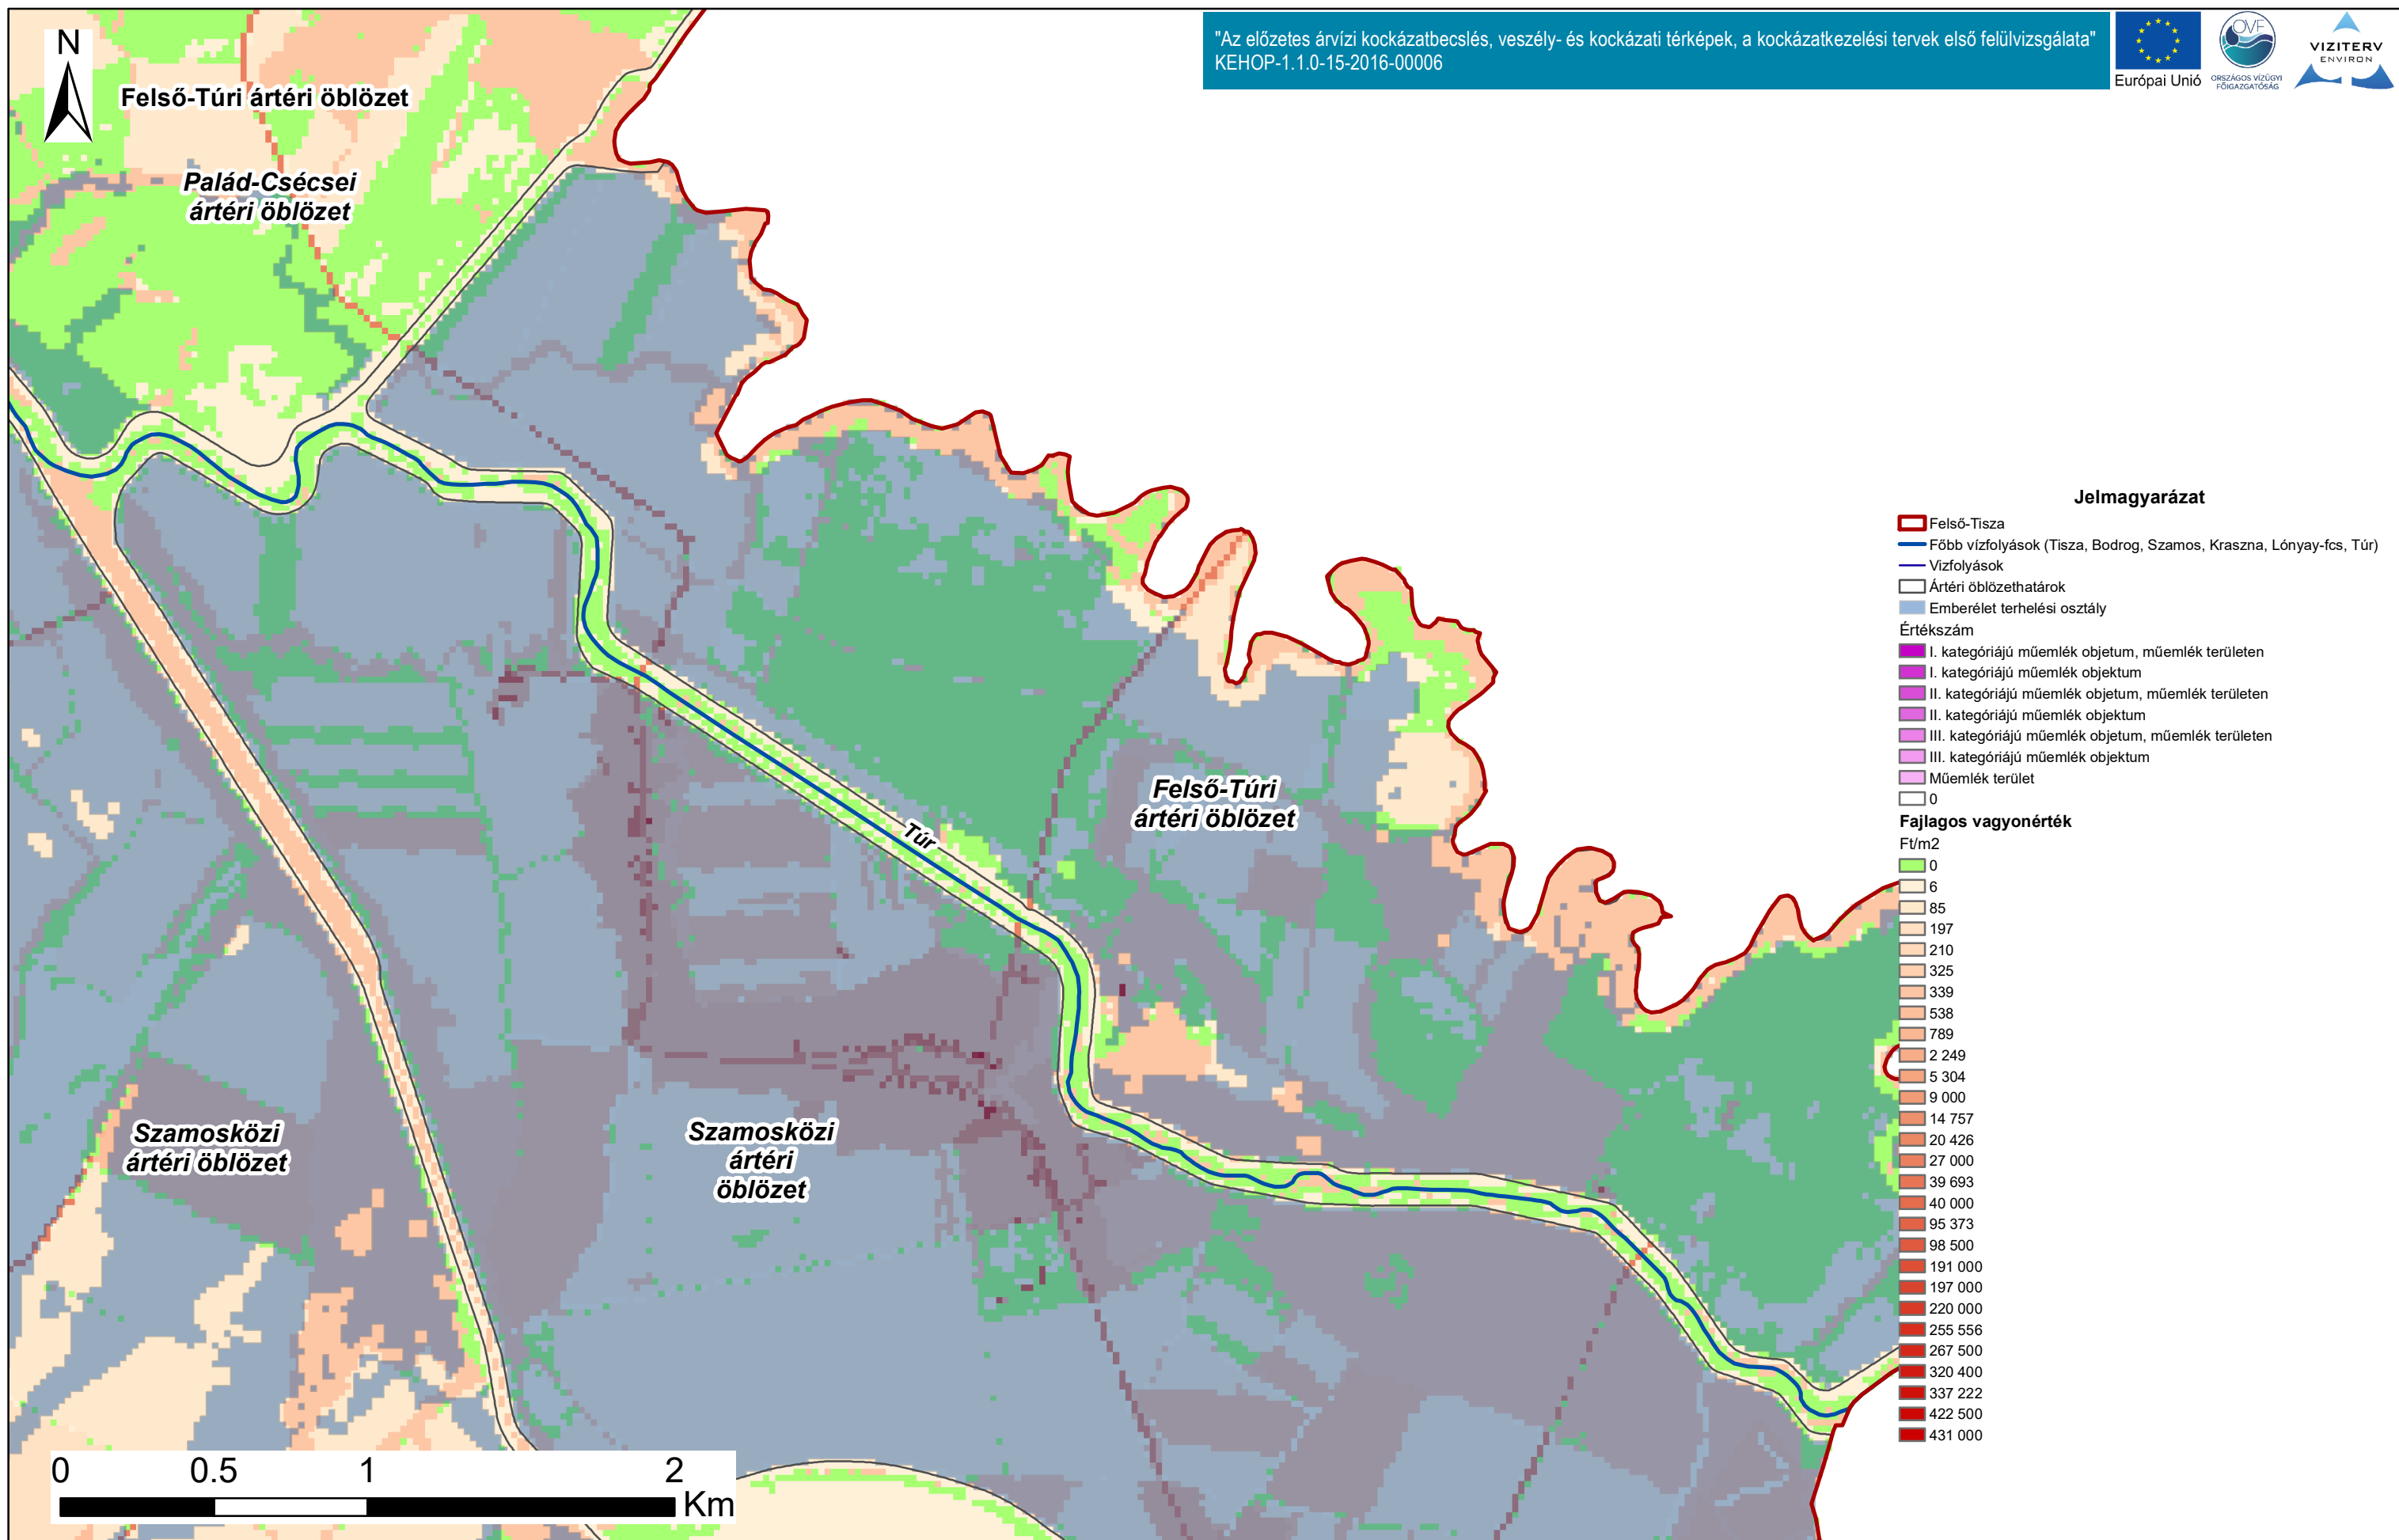 "Az előzetes árvízi kockázatbecslés, veszély- és kockázati térképek, a kockázatkezelési tervek első felülvizsgálata"
KEHOP-1.1.0-15-2016-00006
Európai Unió
OVF
ORSZÁGOS VÍZÜGYI
FŐIGAZGATÓSÁG
VIZITERV
ENVIRON
N
Felső-Túri ártéri öblözet
Palád-Csécsei
ártéri öblözet
Túr
Felső-Túri
ártéri öblözet
Szamosközi
ártéri öblözet
Szamosközi
ártéri
öblözet
0 0.5 1 2
Km
Jelmagyarázat
Felső-Tisza
Főbb vízfolyások (Tisza, Bodrog, Szamos, Kraszna, Lónyay-fcs, Túr)
Vizfolyások
Ártéri öblözethatárok
Emberélet terhelési osztály
Értékszám
I. kategóriájú műemlék objetum, műemlék területen
I. kategóriájú műemlék objektum
II. kategóriájú műemlék objetum, műemlék területen
II. kategóriájú műemlék objektum
III. kategóriájú műemlék objetum, műemlék területen
III. kategóriájú műemlék objektum
Műemlék terület
0
Fajlagos vagyonérték
Ft/m2
0
6
85
197
210
325
339
538
789
2 249
5 304
9 000
14 757
20 426
27 000
39 693
40 000
95 373
98 500
191 000
197 000
220 000
255 556
267 500
320 400
337 222
422 500
431 000